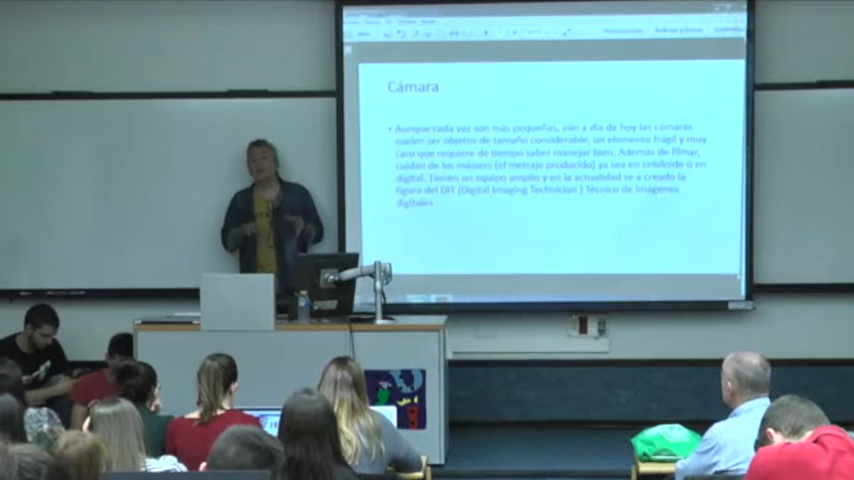 Cámara
• Aunque cada vez son más pequeñas, aún a día de hoy las cámaras
suelen ser objetos de tamaño considerable, un elemento frágil y muy
caro que requiere de tiempo saber manejar bien. Además de filmar,
cuidan de los másters (el metraje producido) ya sea en celuloide o en
digital. Tienen un equipo amplio y en la actualidad se a creado la
figura del DIT (Digital Imaging Technician ) Técnico de imágenes
digitales